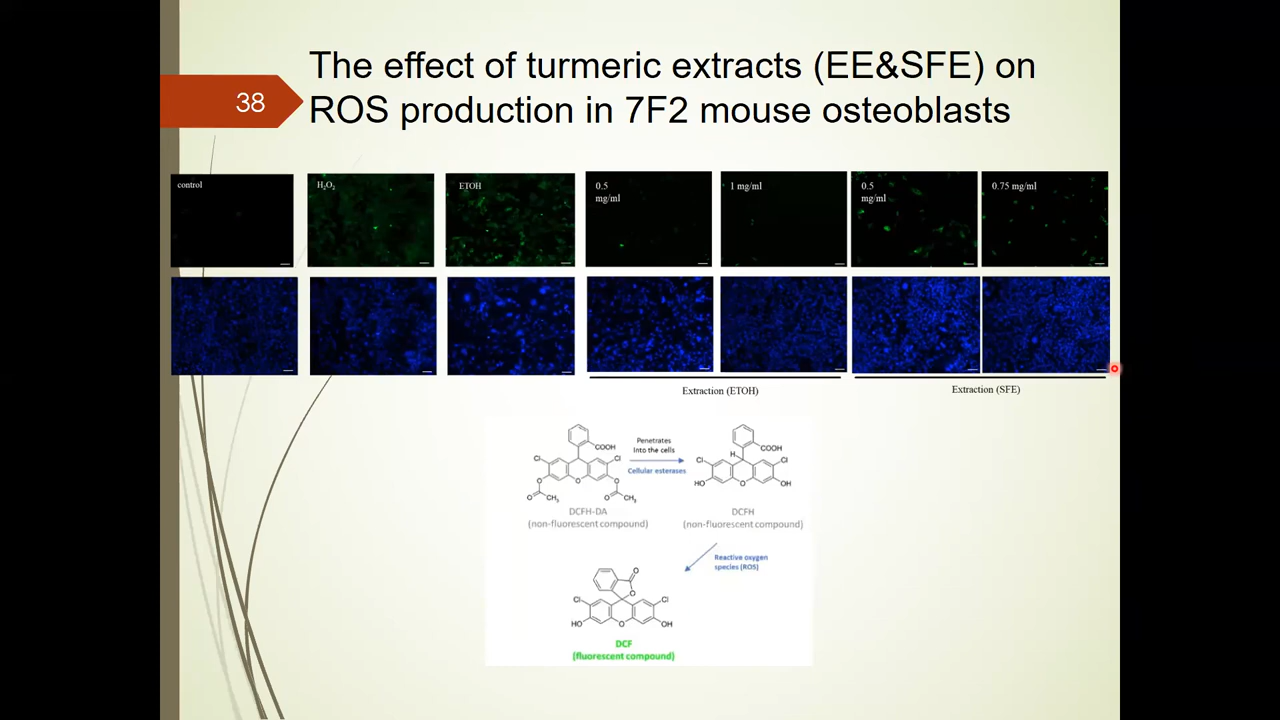 The effect of turmeric extracts (EE&SFE) on
ROS production in 7F2 mouse osteoblasts
38
control
H₂O₂
ETOH
0.5
mg/ml
1 mg/ml
0.5
mg/ml
0.75 mg/ml
Extraction (ETOH)
Extraction (SFE)
COOH
Cl
Cl
O
O
O
O
CH₃
O
CH₃
DCFH-DA
(non-fluorescent compound)
Penetrates
Into the cells
Cellular esterases
COOH
H
Cl
Cl
HO
O
OH
DCFH
(non-fluorescent compound)
Reactive oxygen
species (ROS)
O
O
Cl
Cl
HO
O
OH
DCF
(fluorescent compound)